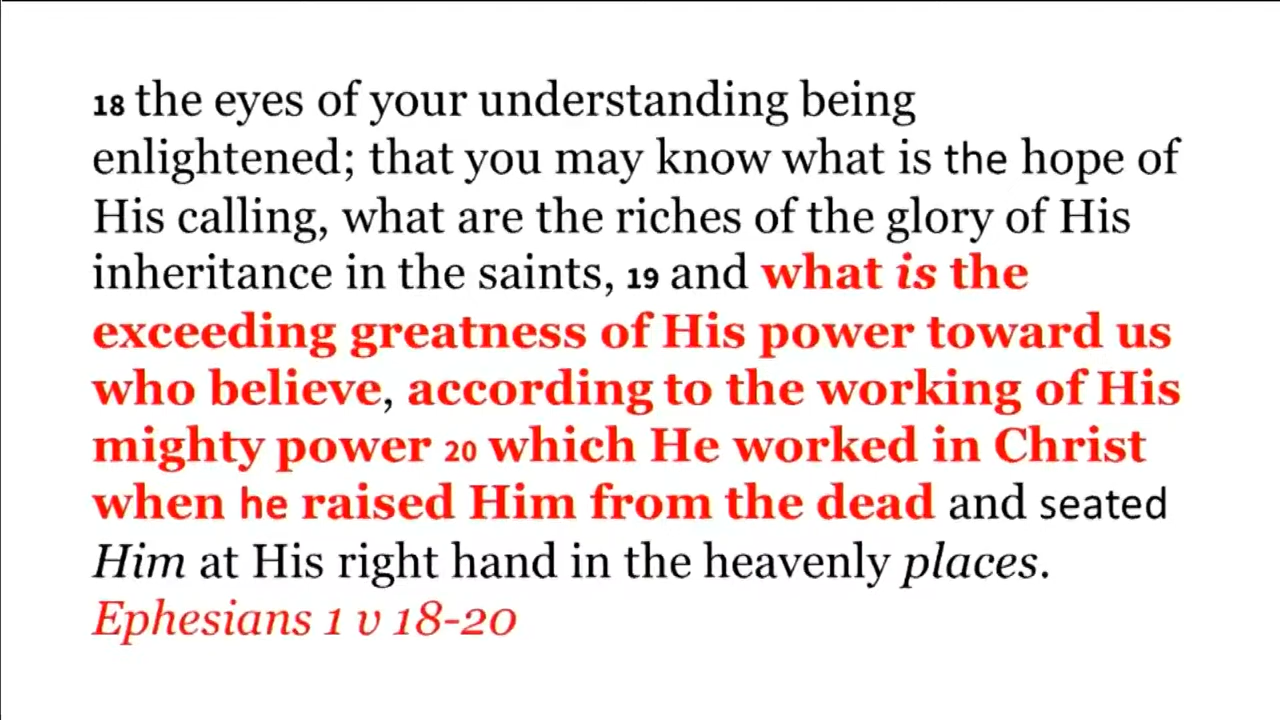 18 the eyes of your understanding being
enlightened; that you may know what is the hope of
His calling, what are the riches of the glory of His
inheritance in the saints, 19 and what is the
exceeding greatness of His power toward us
who believe, according to the working of His
mighty power 20 which He worked in Christ
when he raised Him from the dead and seated
Him at His right hand in the heavenly places.
Ephesians 1 v 18-20